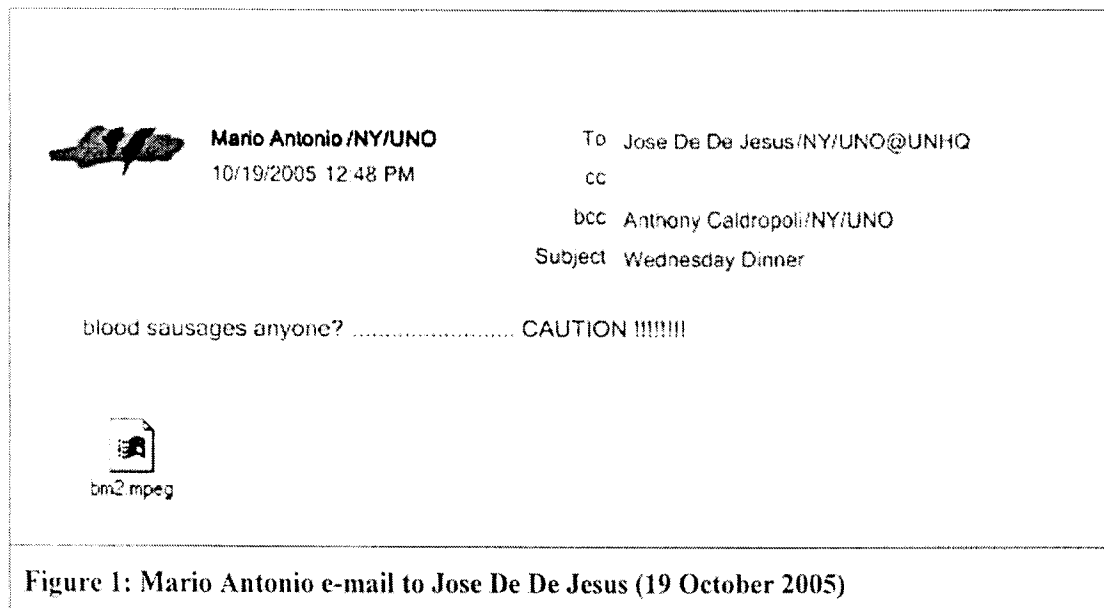 Mario Antonio /NY/UNO
10/19/2005 12:48 PM
To Jose De De Jesus/NY/UNO@UNHQ
cc
bcc Anthony Caldropoli/NY/UNO
Subject Wednesday Dinner
blood sausages anyone? ........................ CAUTION !!!!!!!!
bm2.mpeg
Figure 1: Mario Antonio e-mail to Jose De De Jesus (19 October 2005)